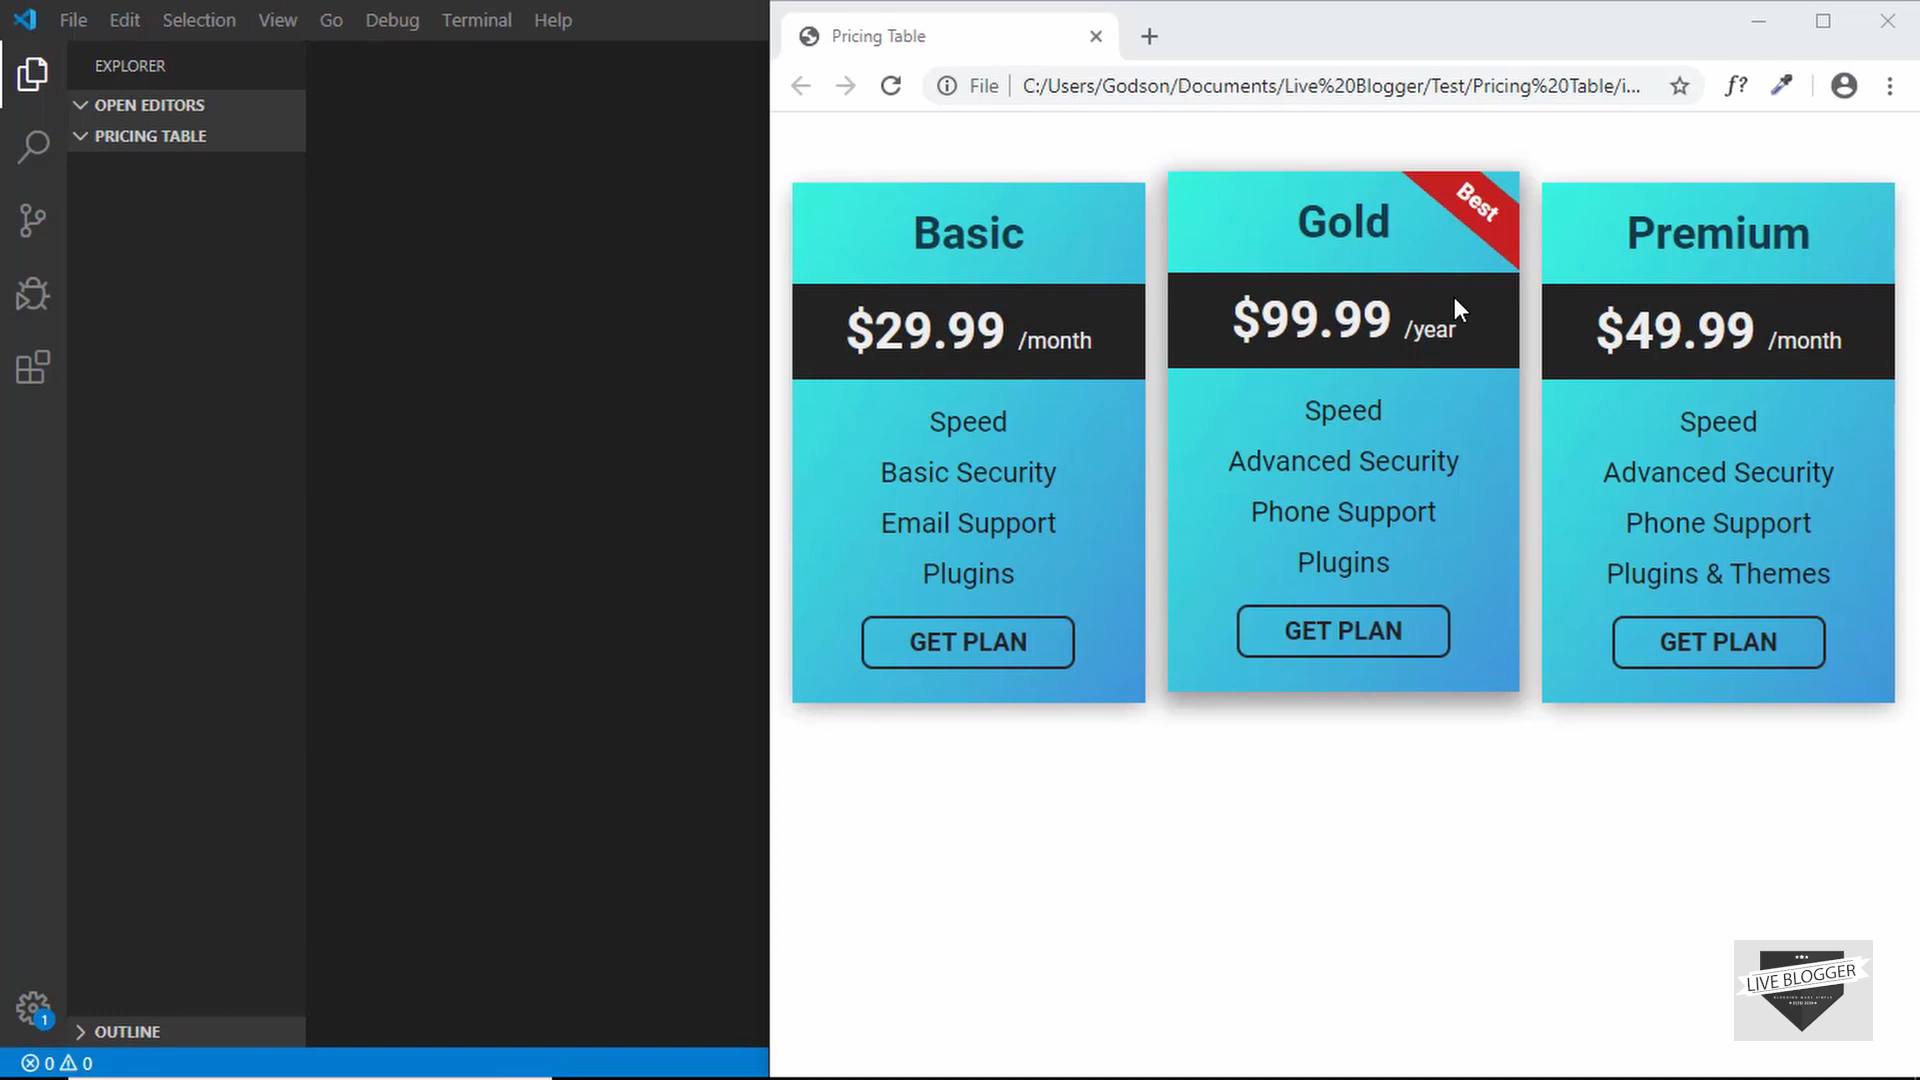 File Edit Selection View Go Debug Terminal Help
EXPLORER
OPEN EDITORS
PRICING TABLE
OUTLINE
1
0 0
Pricing Table
File C:/Users/Godson/Documents/Live%20Blogger/Test/Pricing%20Table/i...
f?
Basic
$29.99 /month
Speed
Basic Security
Email Support
Plugins
GET PLAN
Best
Gold
$99.99 /year
Speed
Advanced Security
Phone Support
Plugins
GET PLAN
Premium
$49.99 /month
Speed
Advanced Security
Phone Support
Plugins & Themes
GET PLAN
LIVE BLOGGER